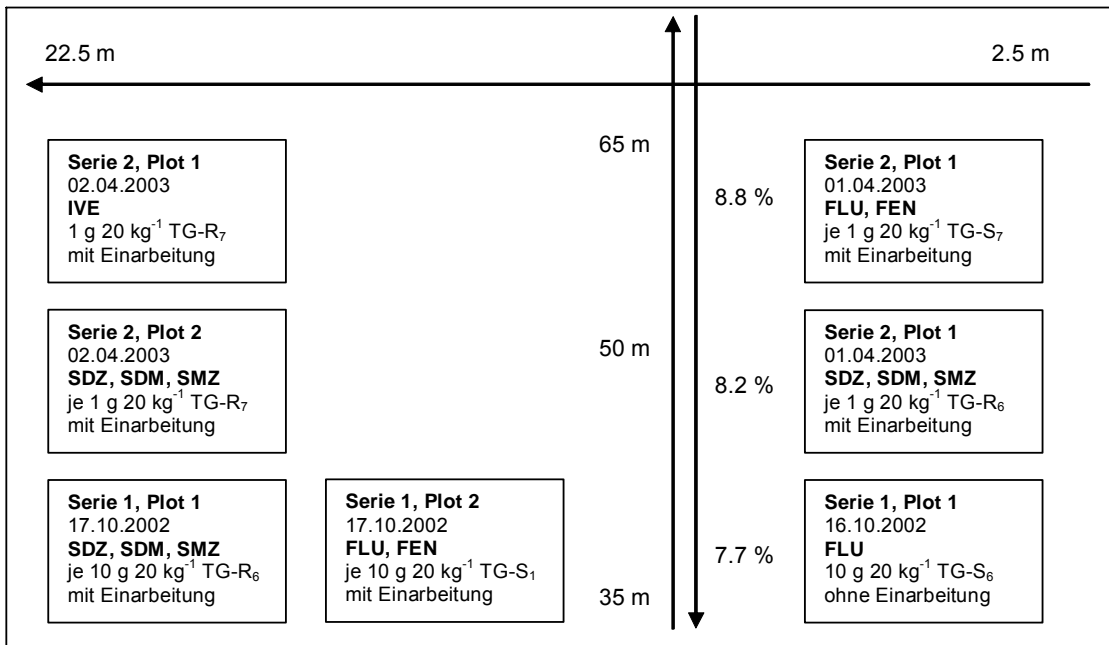 22.5 m
2.5 m
65 m
Serie 2, Plot 1
02.04.2003
IVE
1 g 20 kg⁻¹ TG-R₇
mit Einarbeitung
8.8 %
Serie 2, Plot 1
01.04.2003
FLU, FEN
je 1 g 20 kg⁻¹ TG-S₇
mit Einarbeitung
Serie 2, Plot 2
02.04.2003
SDZ, SDM, SMZ
je 1 g 20 kg⁻¹ TG-R₇
mit Einarbeitung
50 m
8.2 %
Serie 2, Plot 1
01.04.2003
SDZ, SDM, SMZ
je 1 g 20 kg⁻¹ TG-R₆
mit Einarbeitung
Serie 1, Plot 1
17.10.2002
SDZ, SDM, SMZ
je 10 g 20 kg⁻¹ TG-R₆
mit Einarbeitung
Serie 1, Plot 2
17.10.2002
FLU, FEN
je 10 g 20 kg⁻¹ TG-S₁
mit Einarbeitung
35 m
7.7 %
Serie 1, Plot 1
16.10.2002
FLU
10 g 20 kg⁻¹ TG-S₆
ohne Einarbeitung